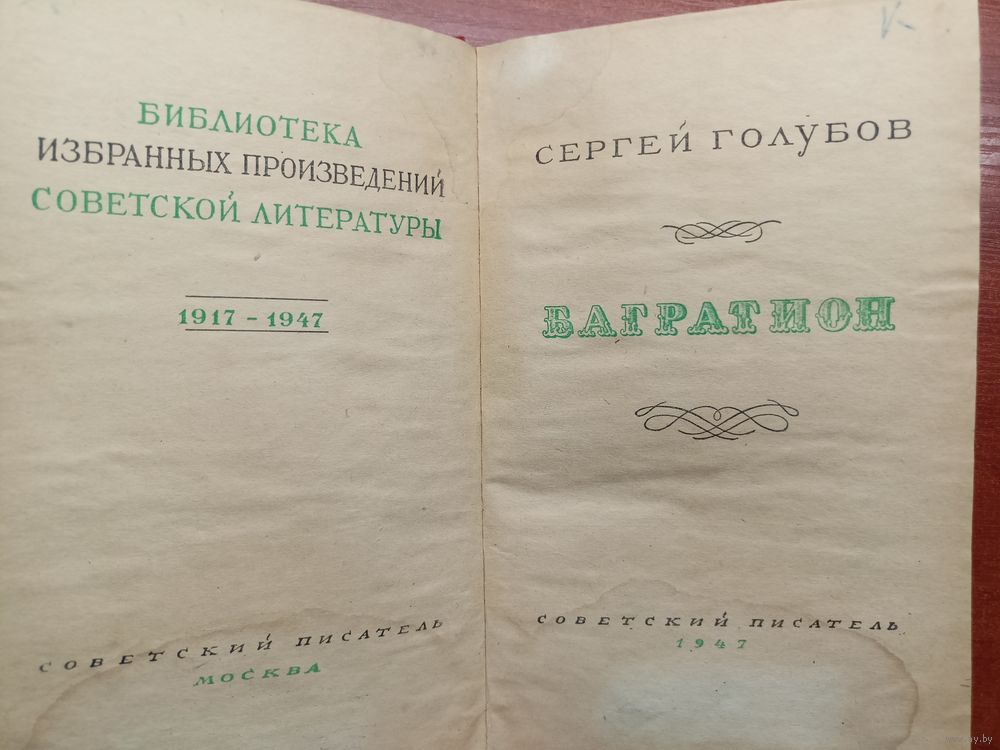 БИБЛИОТЕКА
ИЗБРАННЫХ ПРОИЗВЕДЕНИЙ
СОВЕТСКОЙ ЛИТЕРАТУРЫ
1917 – 1947
СОВЕТСКИЙ ПИСАТЕЛЬ
МОСКВА
К
СЕРГЕЙ ГОЛУБОВ
БАГРАТИОН
СОВЕТСКИЙ ПИСАТЕЛЬ
1947